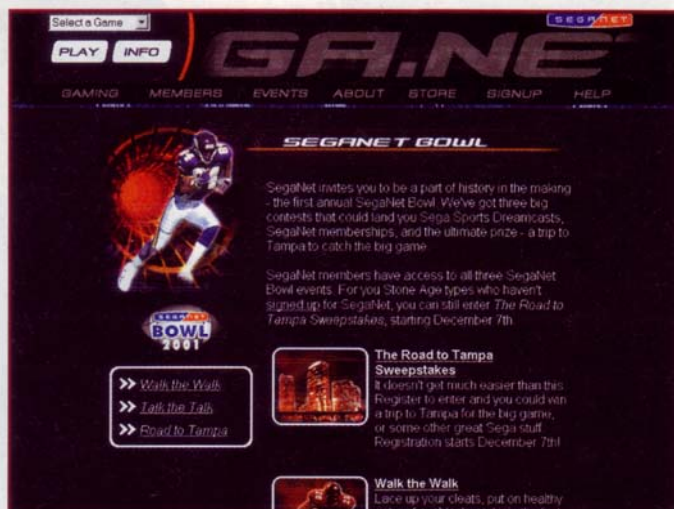 Select a Game
SEGANET
PLAY INFO
GA.NE
GAMING MEMBERS EVENTS ABOUT STORE SIGNUP HELP
SEGANET BOWL
84
SegaNet invites you to be a part of history in the making
- the first annual SegaNet Bowl. We've got three big
contests that could land you Sega Sports Dreamcasts,
SegaNet memberships, and the ultimate prize - a trip to
Tampa to catch the big game
SegaNet members have access to all three SegaNet
Bowl events. For you Stone Age types who haven't
signed up for SegaNet, you can still enter The Road to
Tampa Sweepstakes, starting December 7th
SEGANET
BOWL
2001
>> Walk the Walk
>> Talk the Talk
>> Road to Tampa
The Road to Tampa
Sweepstakes
It doesn't get much easier than this
Register to enter and you could win
a trip to Tampa for the big game,
or some other great Sega stuff
Registration starts December 7th!
Walk the Walk
Lace up your cleats, put on healthy